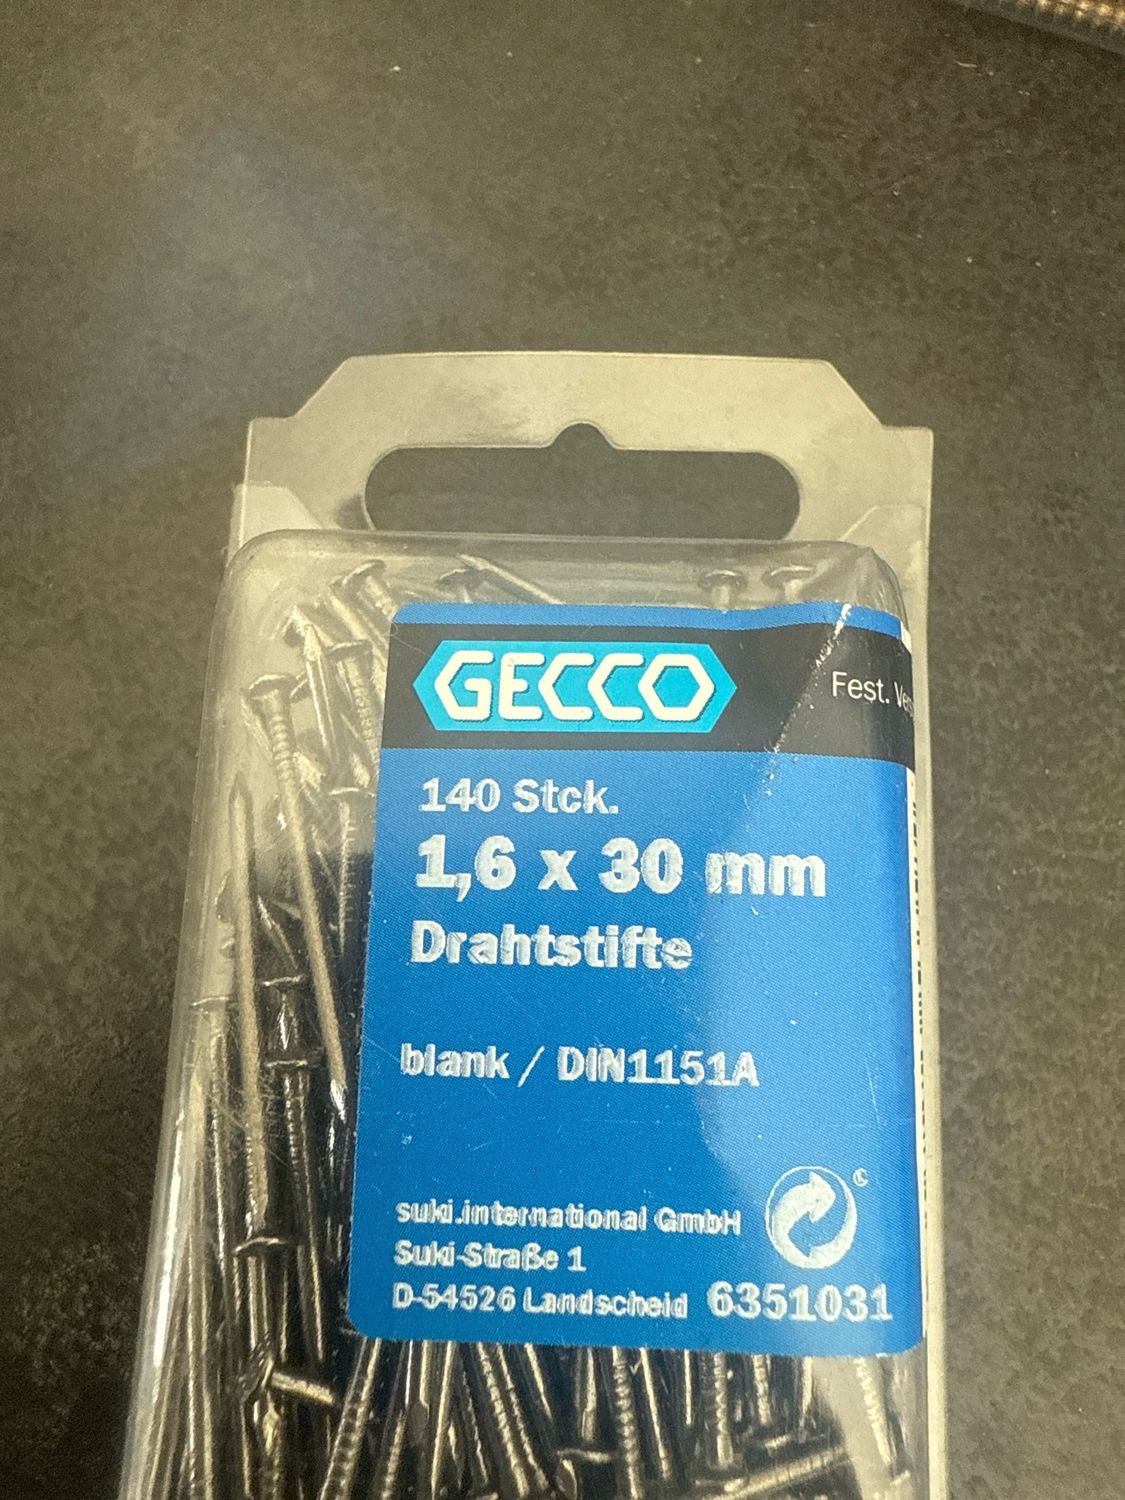 GECCO
Fest.
140 Stck.
1,6 x 30 mm
Drahtstifte
blank / DIN1151A
suki.international GmbH
Suki-Straße 1
D-54526 Landscheid 6351031